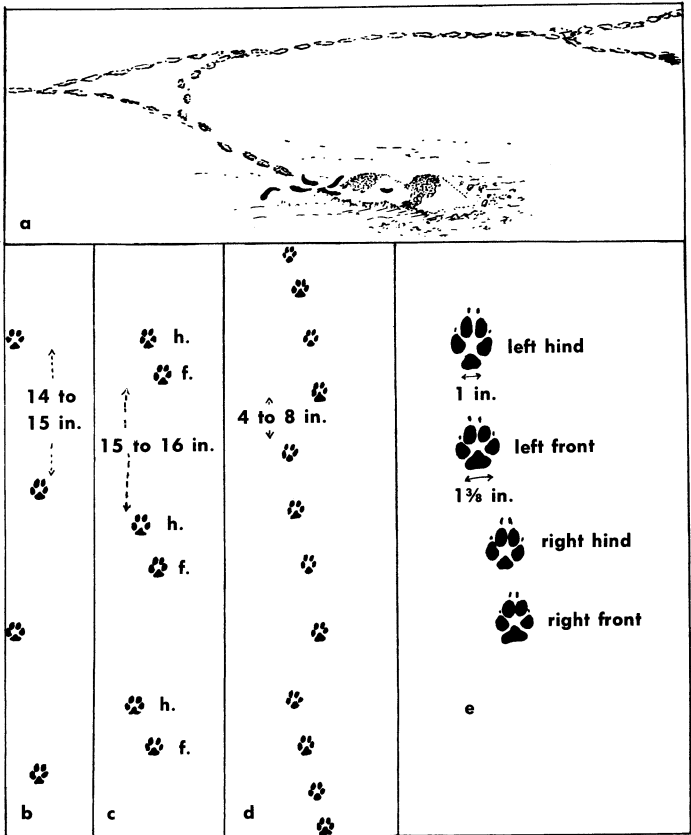 a
14 to
15 in.
b
h.
f.
15 to 16 in.
h.
f.
h.
f.
c
4 to 8 in.
d
left hind
1 in.
left front
1⅜ in.
right hind
right front
e